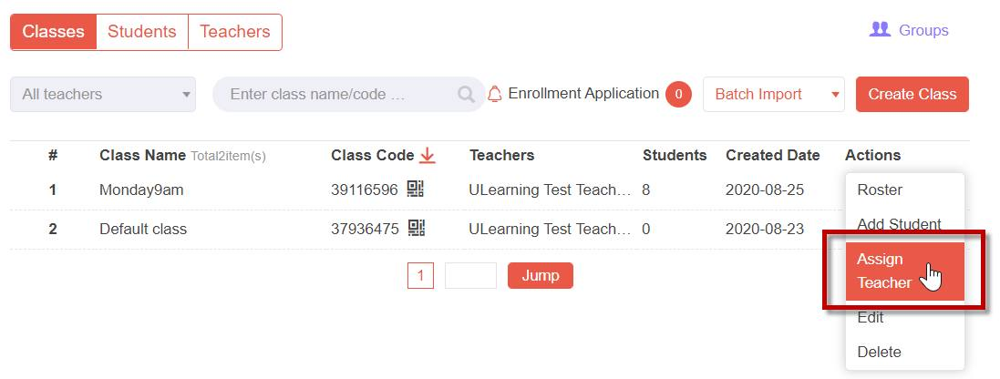 Classes Students Teachers Groups
All teachers Enter class name/code … Enrollment Application 0 Batch Import Create Class
# Class Name Total2item(s) Class Code Teachers Students Created Date Actions
1 Monday9am 39116596 ULearning Test Teach... 8 2020-08-25 Roster
Add Student
2 Default class 37936475 ULearning Test Teach... 0 2020-08-23
Assign
Teacher
1 Jump
Edit
Delete